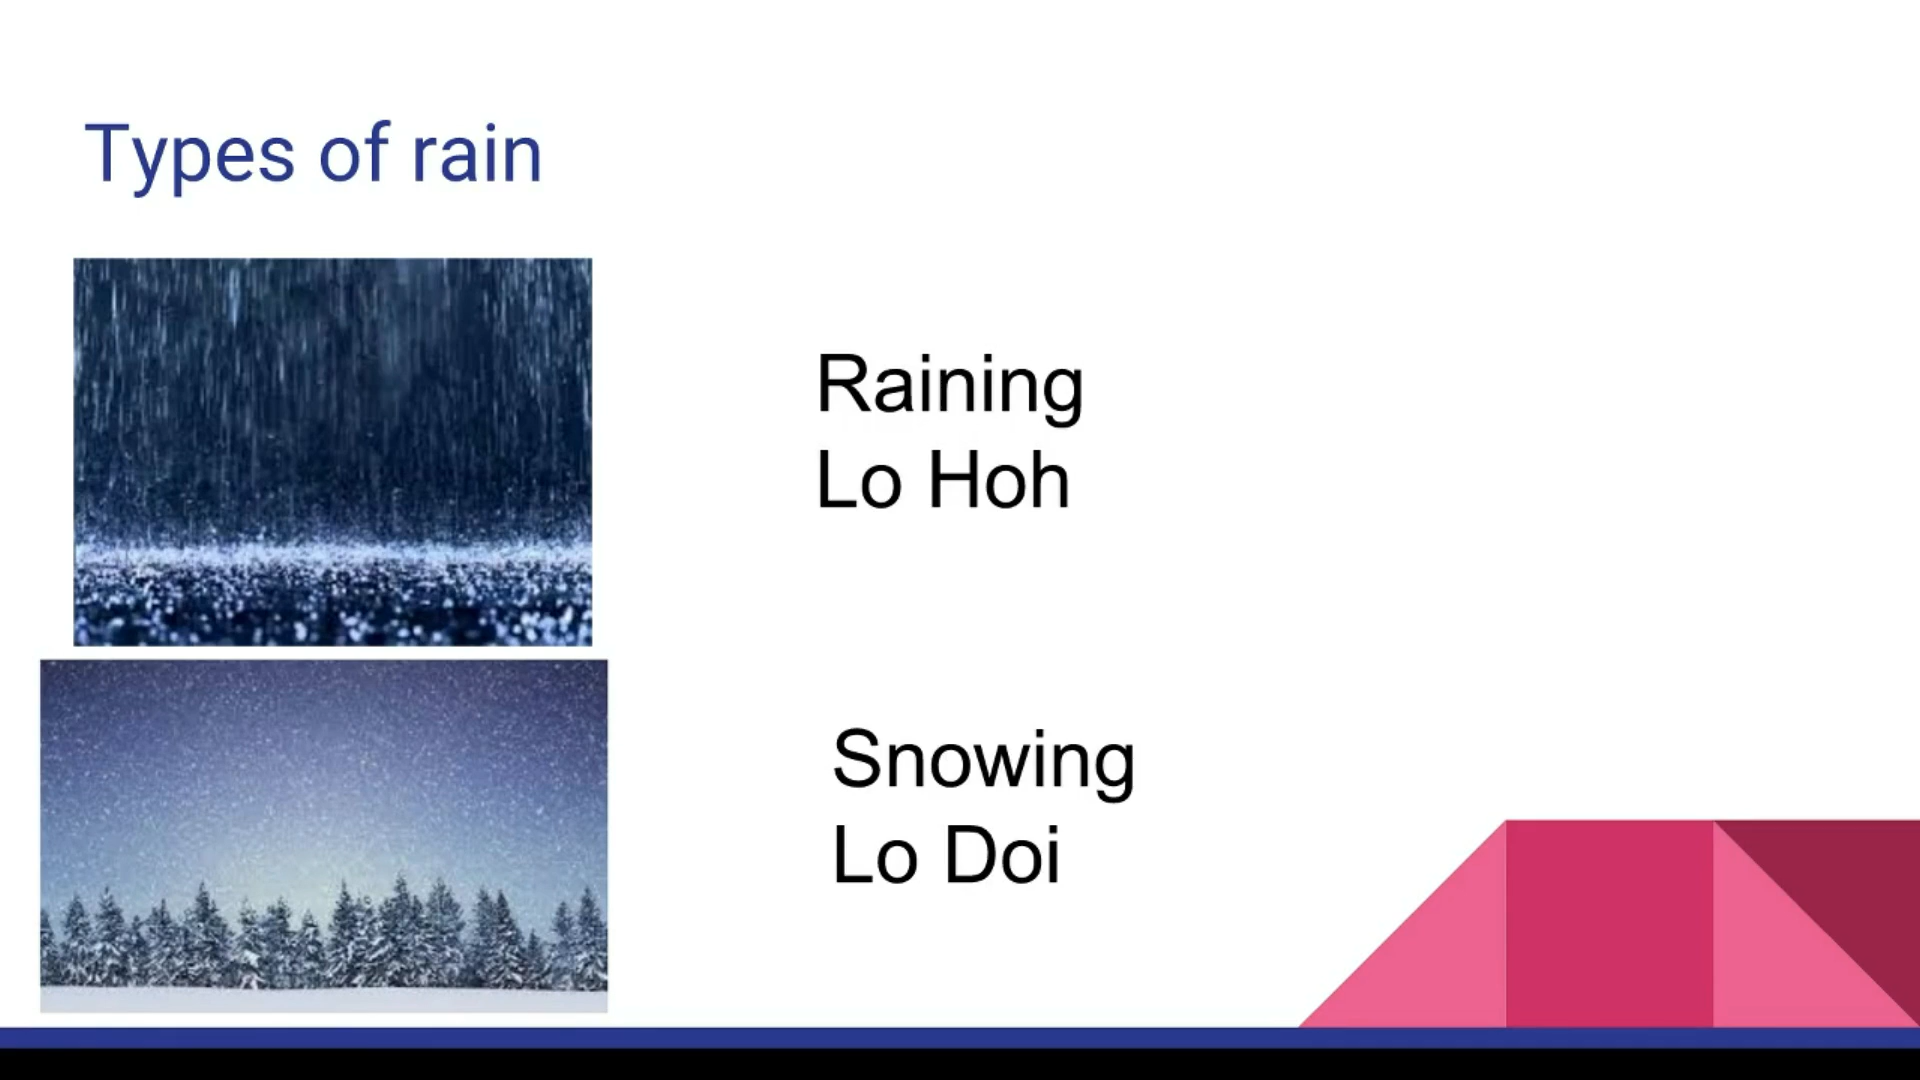 Types of rain
Raining
Lo Hoh
Snowing
Lo Doi